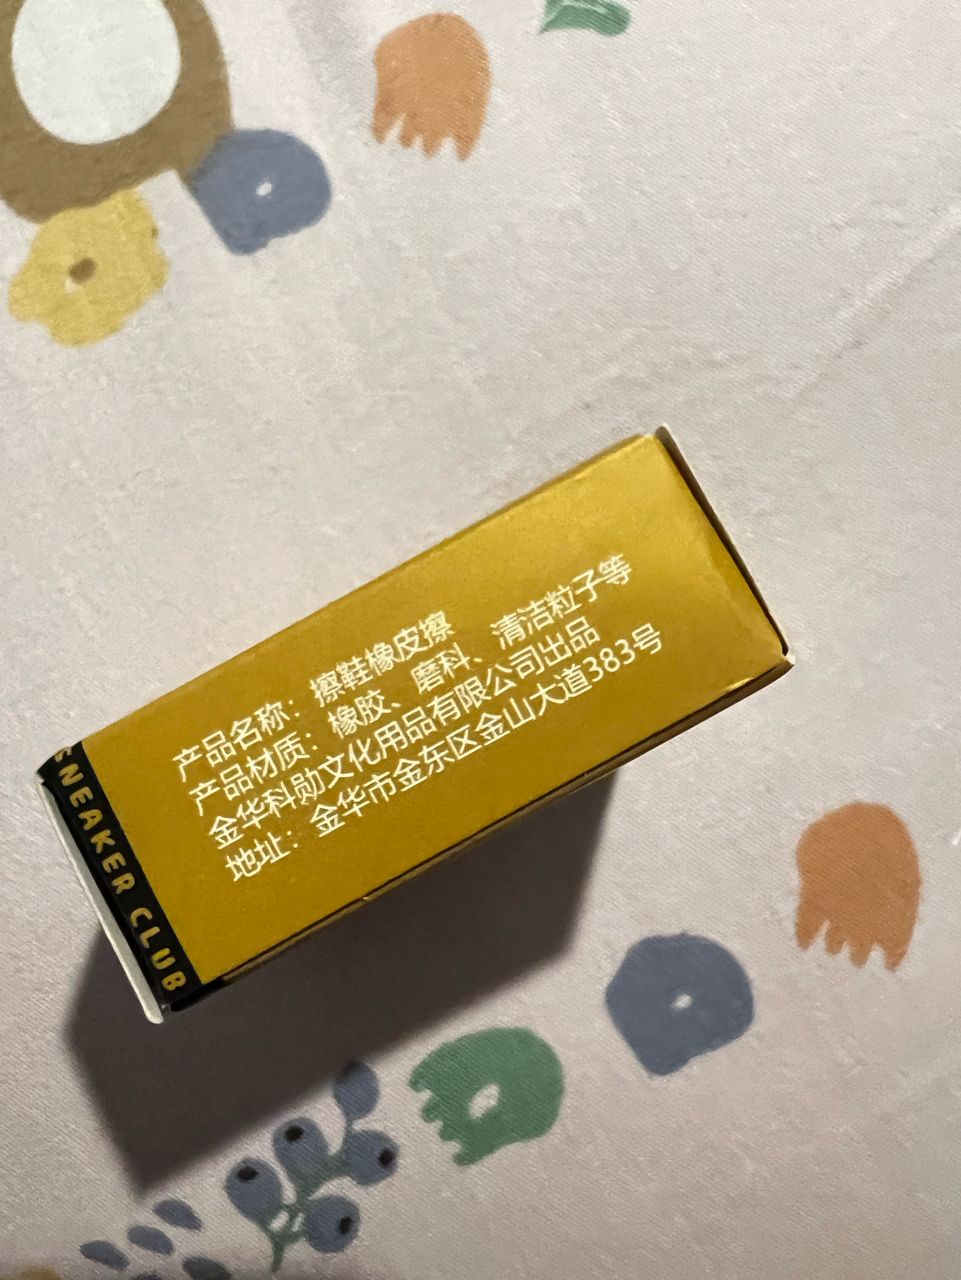 产品名称：擦鞋橡皮擦
产品材质：橡胶、磨科、清洁粒子等
金华科勋文化用品有限公司出品
地址：金华市金东区金山大道383号
SNEAKER CLUB